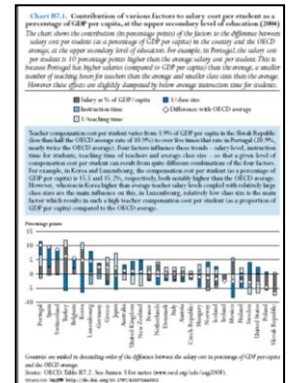 Chart B7.1. Contribution of various factors to salary cost per student as a
percentage of GDP per capita, at the upper secondary level of education (2004)
The chart shows the contribution (in percentage points) of the factors to the difference between
salary cost per student (as a percentage of GDP per capita) in the country and the OECD
average, at the upper secondary level of education. For example, in Portugal, the salary cost
per student is 10 percentage points higher than the average salary cost per student. This is
because Portugal has higher salaries (compared to GDP per capita) than the average, a smaller
number of teaching hours for teachers than the average and smaller class sizes than the average.
However these effects are slightly dampened by below average instruction time for students.
Salary as % of GDP/capita 1/class size
Instruction time Difference with OECD average
1/teaching time
Teacher compensation cost per student varies from 3.9% of GDP per capita in the Slovak Republic
(less than half the OECD average rate of 10.9%) to over five times that rate in Portugal (20.9%,
nearly twice the OECD average). Four factors influence these trends – salary level, instruction
time for students, teaching time of teachers and average class size – so that a given level of
compensation cost per student can result from quite different combinations of the four factors.
For example, in Korea and Luxembourg, the compensation cost per student (as a percentage of
GDP per capita) is 15.5 and 15.2%, respectively, both notably higher than the OECD average.
However, whereas in Korea higher than average teacher salary levels coupled with relatively large
class sizes are the main influence on this, in Luxembourg, relatively low class size is the main
factor which results in such a high teacher compensation cost per student (as a proportion of
GDP per capita) compared to the OECD average.
Percentage points
15
10
5
0
-5
-10
Portugal
Spain
Switzerland
Turkey
Belgium
Korea
Luxembourg
Germany
Greece
Japan
Australia
United Kingdom
New Zealand
France
Netherlands
Denmark
Italy
Austria
Czech Republic
Hungary
Norway
Finland
Mexico
Sweden
United States
Poland
Slovak Republic
Countries are ranked in descending order of the difference between the salary cost in percentage of GDP per capita
and the OECD average.
Source: OECD. Table B7.2. See Annex 3 for notes (www.oecd.org/edu/eag2008).